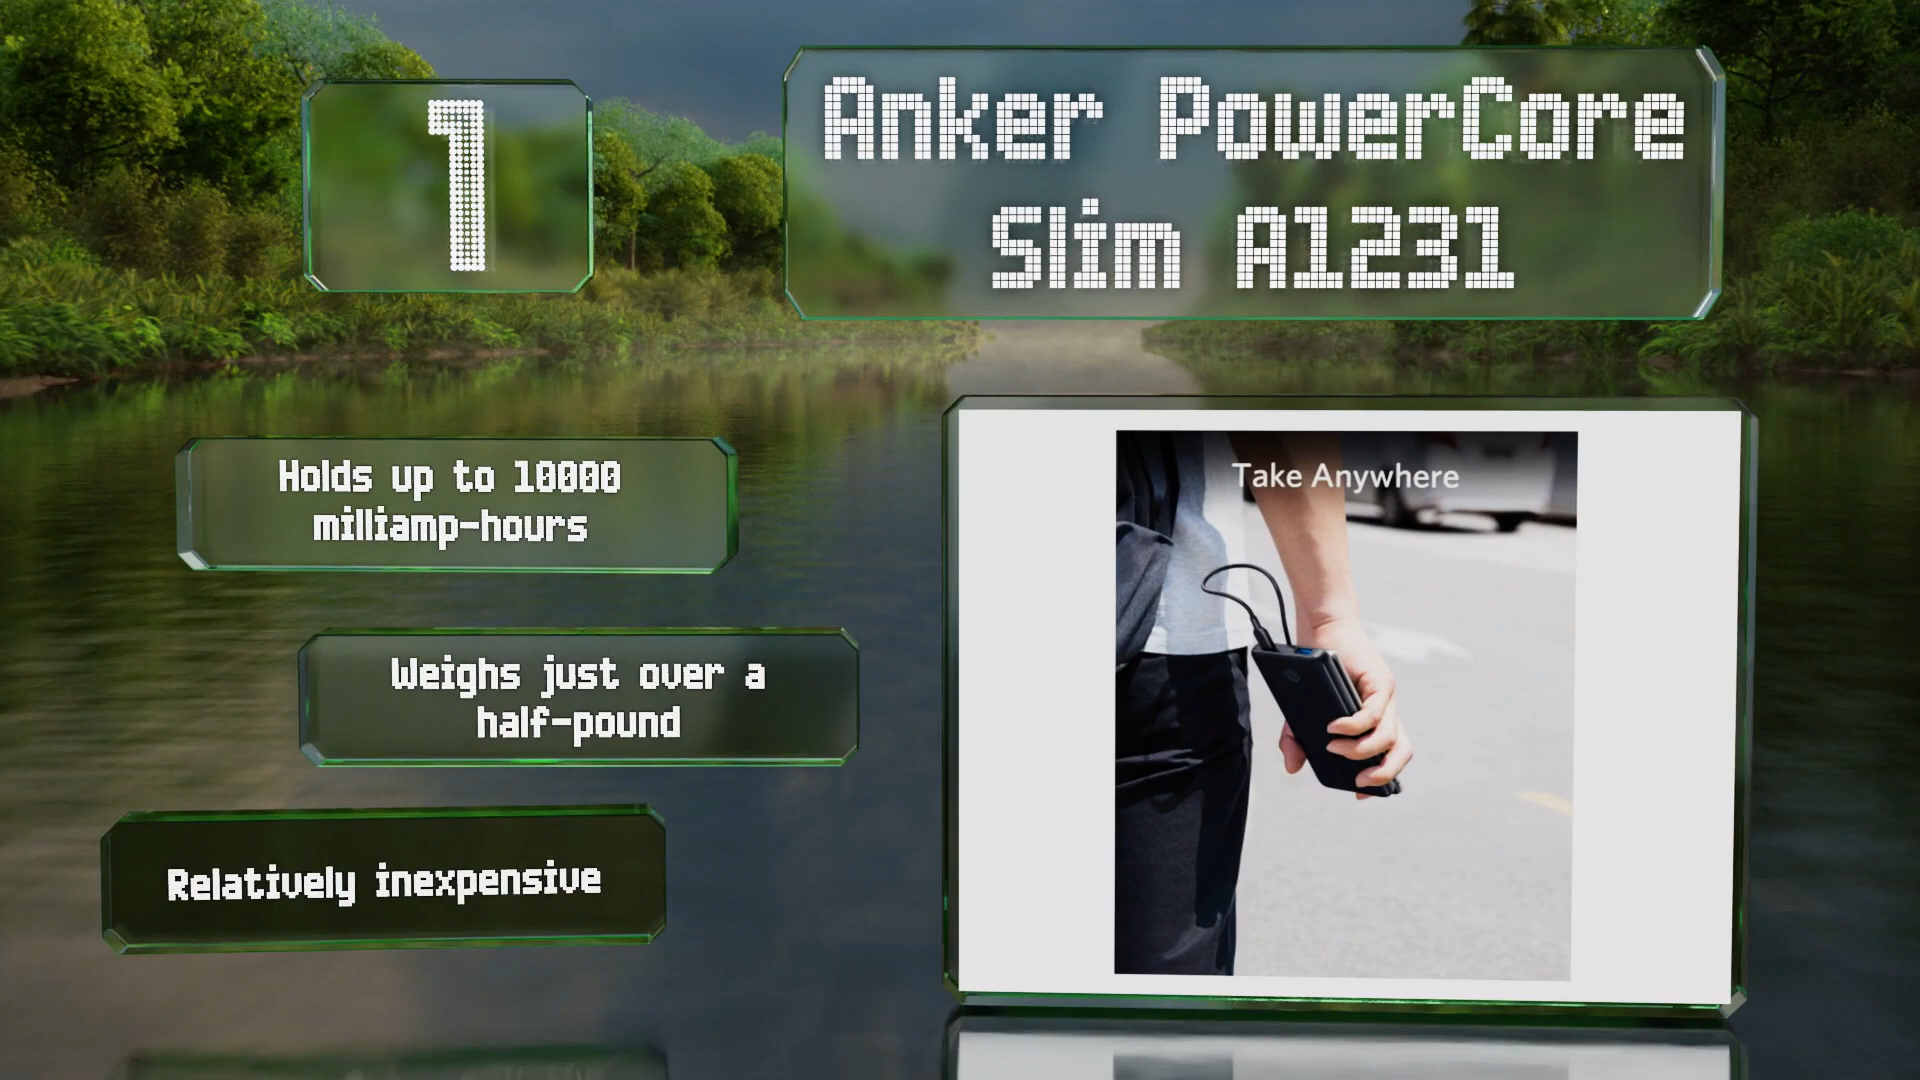 1
Anker PowerCore
Slim A1231
Holds up to 10000
milliamp-hours
Weighs just over a
half-pound
Relatively inexpensive
Take Anywhere